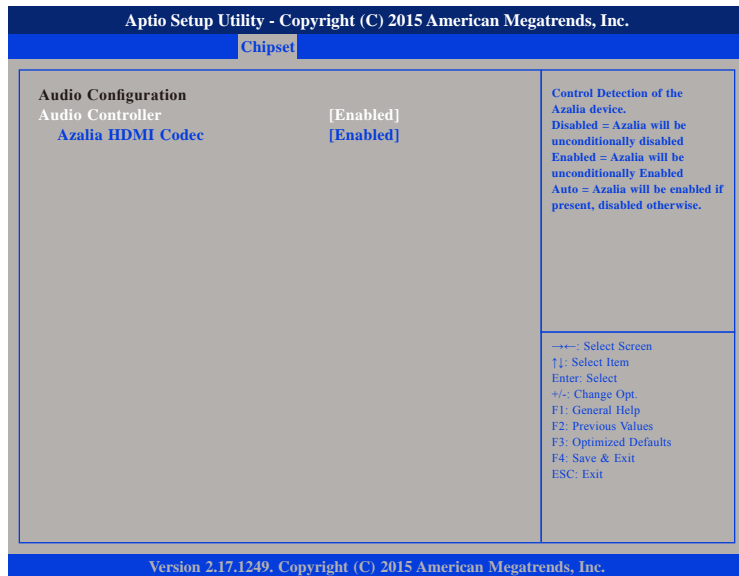 Aptio Setup Utility - Copyright (C) 2015 American Megatrends, Inc.
Chipset
Audio Configuration
Audio Controller [Enabled]
Azalia HDMI Codec [Enabled]
Control Detection of the
Azalia device.
Disabled = Azalia will be
unconditionally disabled
Enabled = Azalia will be
unconditionally Enabled
Auto = Azalia will be enabled if
present, disabled otherwise.
→←: Select Screen
↑↓: Select Item
Enter: Select
+/-: Change Opt.
F1: General Help
F2: Previous Values
F3: Optimized Defaults
F4: Save & Exit
ESC: Exit
Version 2.17.1249. Copyright (C) 2015 American Megatrends, Inc.